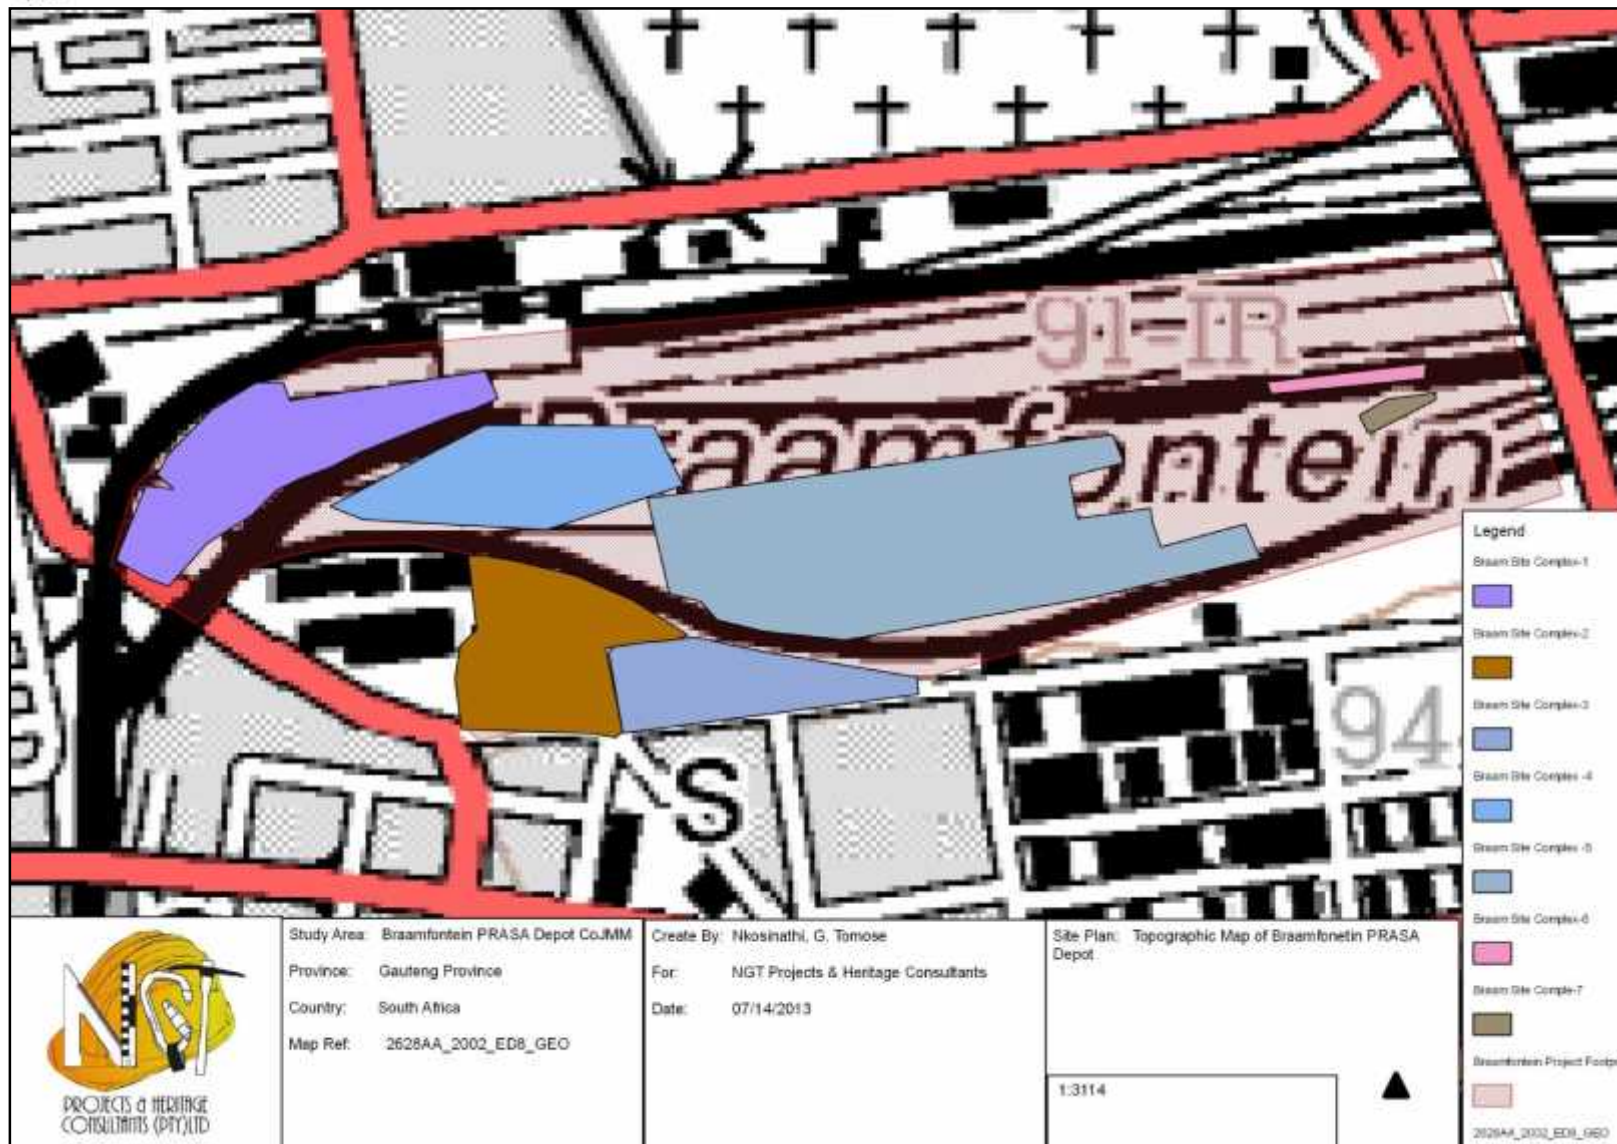 91-IR
Braamfontein
94
S
Legend
Braam Site Complex-1
Braam Site Complex-2
Braam Site Complex-3
Braam Site Complex -4
Braam Site Complex -5
Braam Site Complex-6
Braam Site Comple-7
Braamfontein Project Footp
2628AA_2002_ED8_GEO
NGT
PROJECTS & HERITAGE
CONSULTANTS (PTY)LTD
Study Area: Braamfontein PRASA Depot CoJMM
Province: Gauteng Province
Country: South Africa
Map Ref: 2628AA_2002_ED8_GEO
Create By: Nkosinathi, G. Tomose
For: NGT Projects & Heritage Consultants
Date: 07/14/2013
Site Plan: Topographic Map of Braamfonetin PRASA
Depot
1:3114